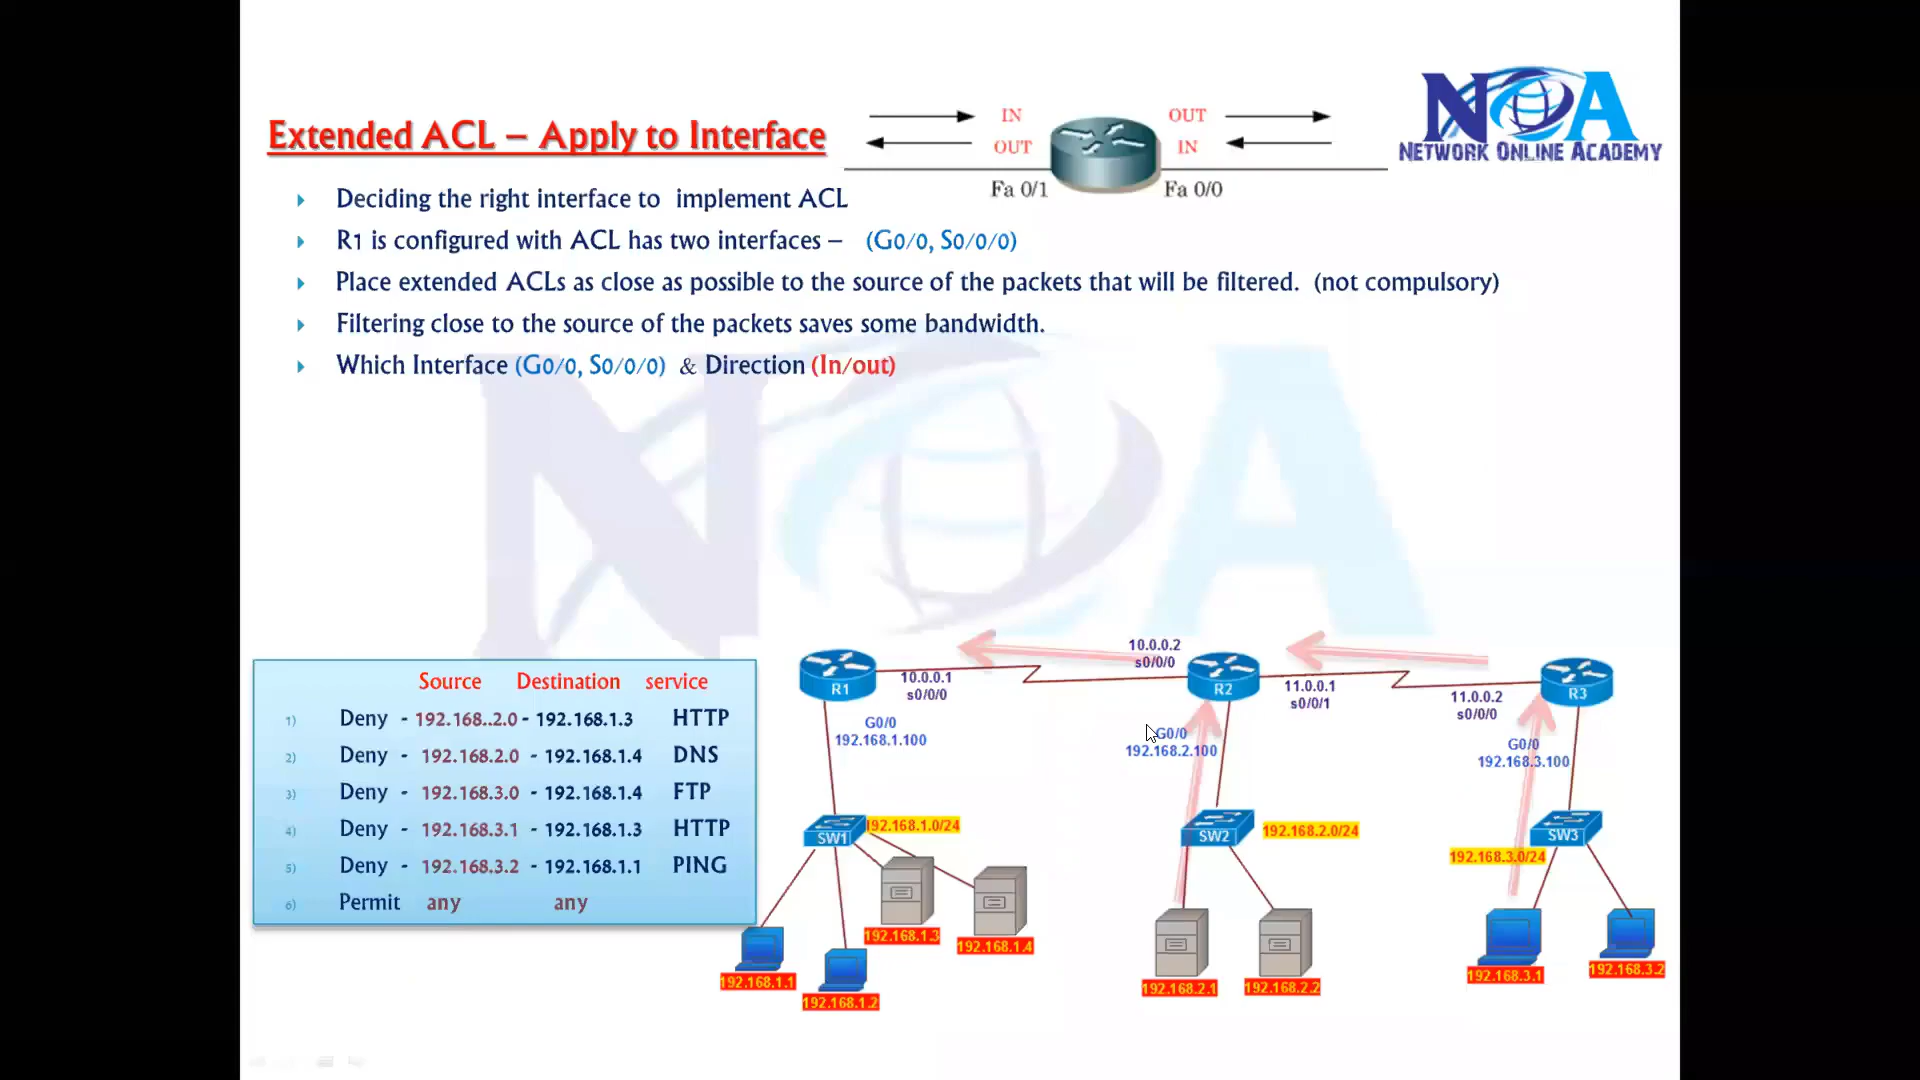 Extended ACL – Apply to Interface
IN
OUT
OUT
IN
Fa 0/1
Fa 0/0
NOA
NETWORK ONLINE ACADEMY
Deciding the right interface to implement ACL
R1 is configured with ACL has two interfaces – (G0/0, S0/0/0)
Place extended ACLs as close as possible to the source of the packets that will be filtered. (not compulsory)
Filtering close to the source of the packets saves some bandwidth.
Which Interface (G0/0, S0/0/0) & Direction (In/out)
Source Destination service
1) Deny - 192.168..2.0 - 192.168.1.3 HTTP
2) Deny - 192.168.2.0 - 192.168.1.4 DNS
3) Deny - 192.168.3.0 - 192.168.1.4 FTP
4) Deny - 192.168.3.1 - 192.168.1.3 HTTP
5) Deny - 192.168.3.2 - 192.168.1.1 PING
6) Permit any any
R1
10.0.0.1
s0/0/0
G0/0
192.168.1.100
10.0.0.2
s0/0/0
R2
11.0.0.1
s0/0/1
G0/0
192.168.2.100
11.0.0.2
s0/0/0
R3
G0/0
192.168.3.100
SW1
192.168.1.0/24
SW2
192.168.2.0/24
SW3
192.168.3.0/24
192.168.1.1
192.168.1.2
192.168.1.3
192.168.1.4
192.168.2.1
192.168.2.2
192.168.3.1
192.168.3.2